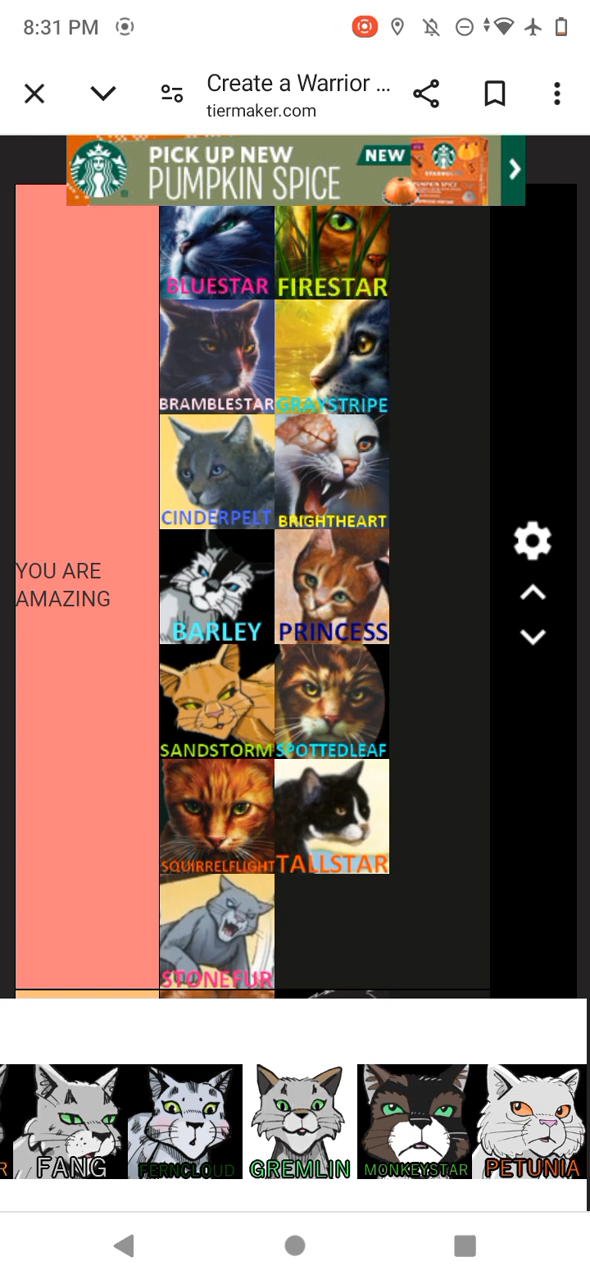 8:31 PM
Create a Warrior ...
tiermaker.com
PICK UP NEW
PUMPKIN SPICE
NEW
BLUESTAR
FIRESTAR
BRAMBLESTAR
GRAYSTRIPE
CINDERPELT
BRIGHTHEART
YOU ARE
AMAZING
BARLEY
PRINCESS
SANDSTORM
SPOTTEDLEAF
SQUIRRELFLIGHT
TALLSTAR
STONEFUR
R
FANG
FERNCLOUD
GREMLIN
MONKEYSTAR
PETUNIA